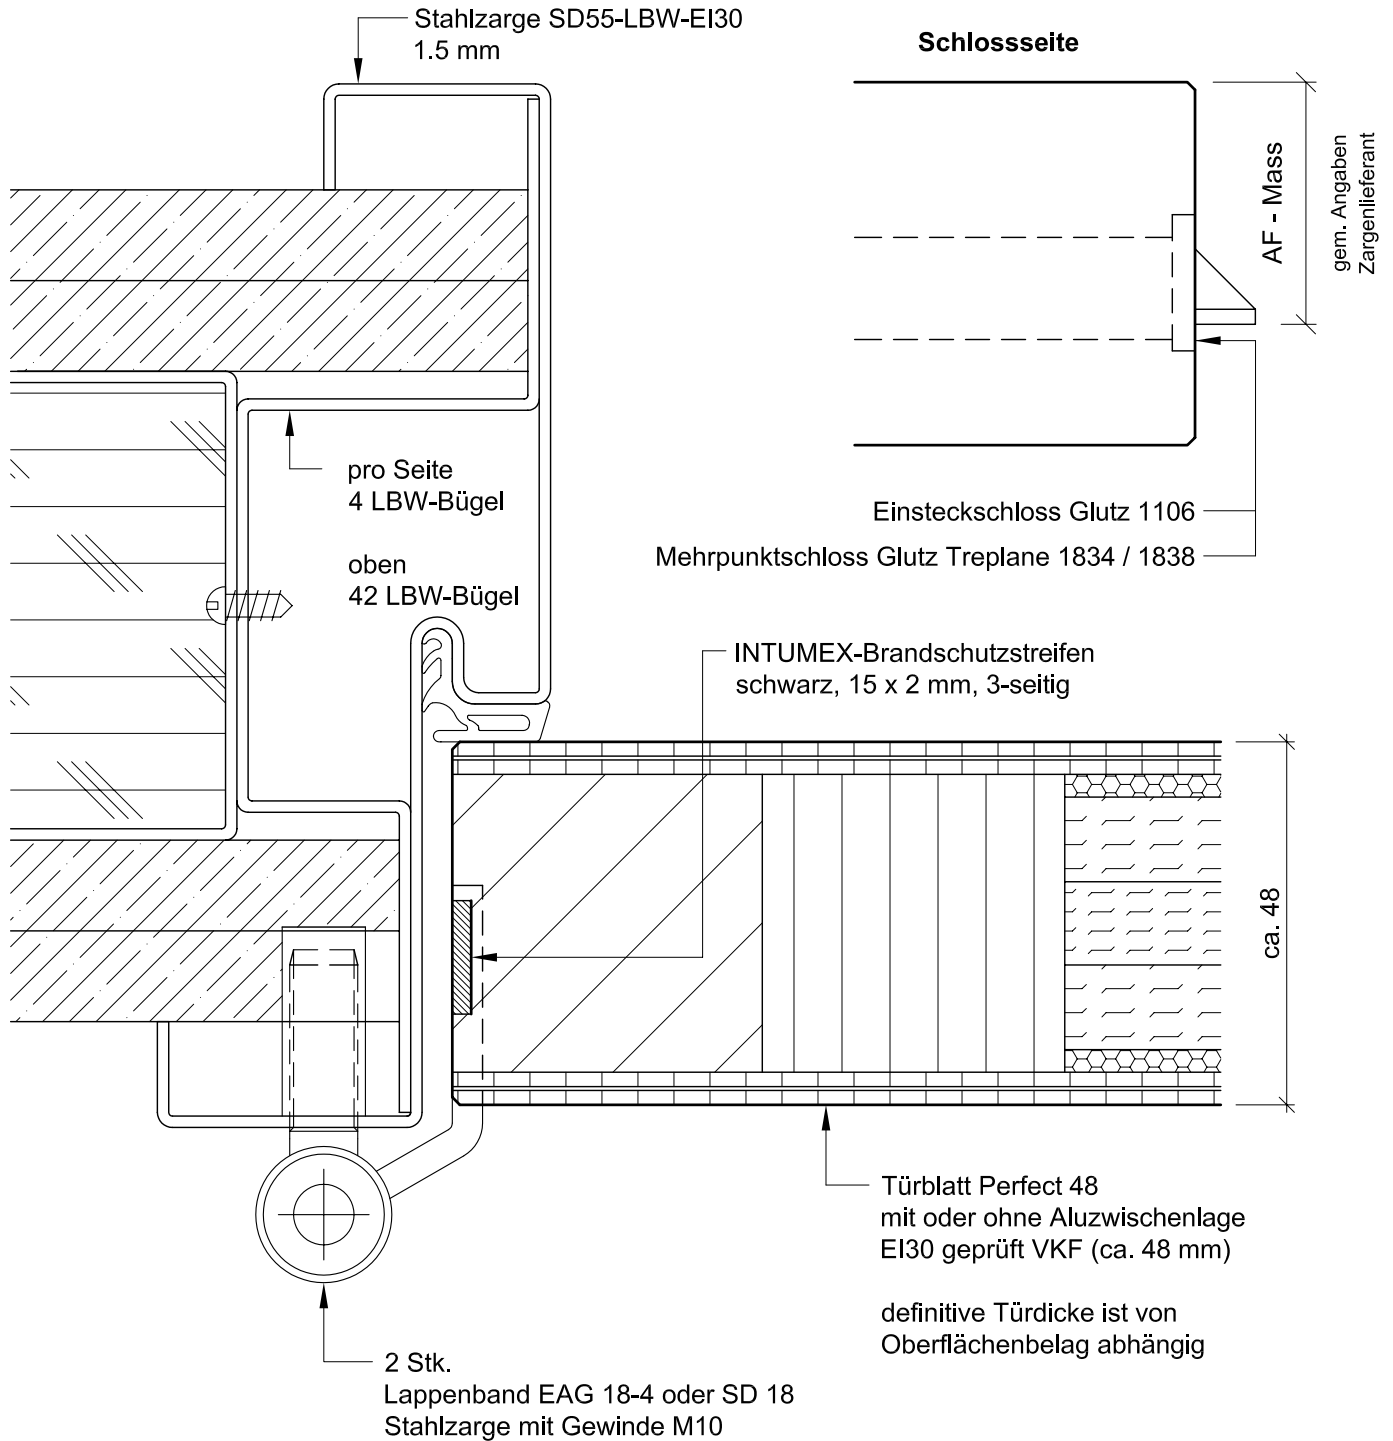 Stahlzarge SD55-LBW-EI30
1.5 mm
Schlossseite
AF - Mass
gem. Angaben
Zargenlieferant
pro Seite
4 LBW-Bügel
oben
42 LBW-Bügel
Einsteckschloss Glutz 1106
Mehrpunktschloss Glutz Treplane 1834 / 1838
INTUMEX-Brandschutzstreifen
schwarz, 15 x 2 mm, 3-seitig
ca. 48
Türblatt Perfect 48
mit oder ohne Aluzwischenlage
EI30 geprüft VKF (ca. 48 mm)
definitive Türdicke ist von
Oberflächenbelag abhängig
2 Stk.
Lappenband EAG 18-4 oder SD 18
Stahlzarge mit Gewinde M10